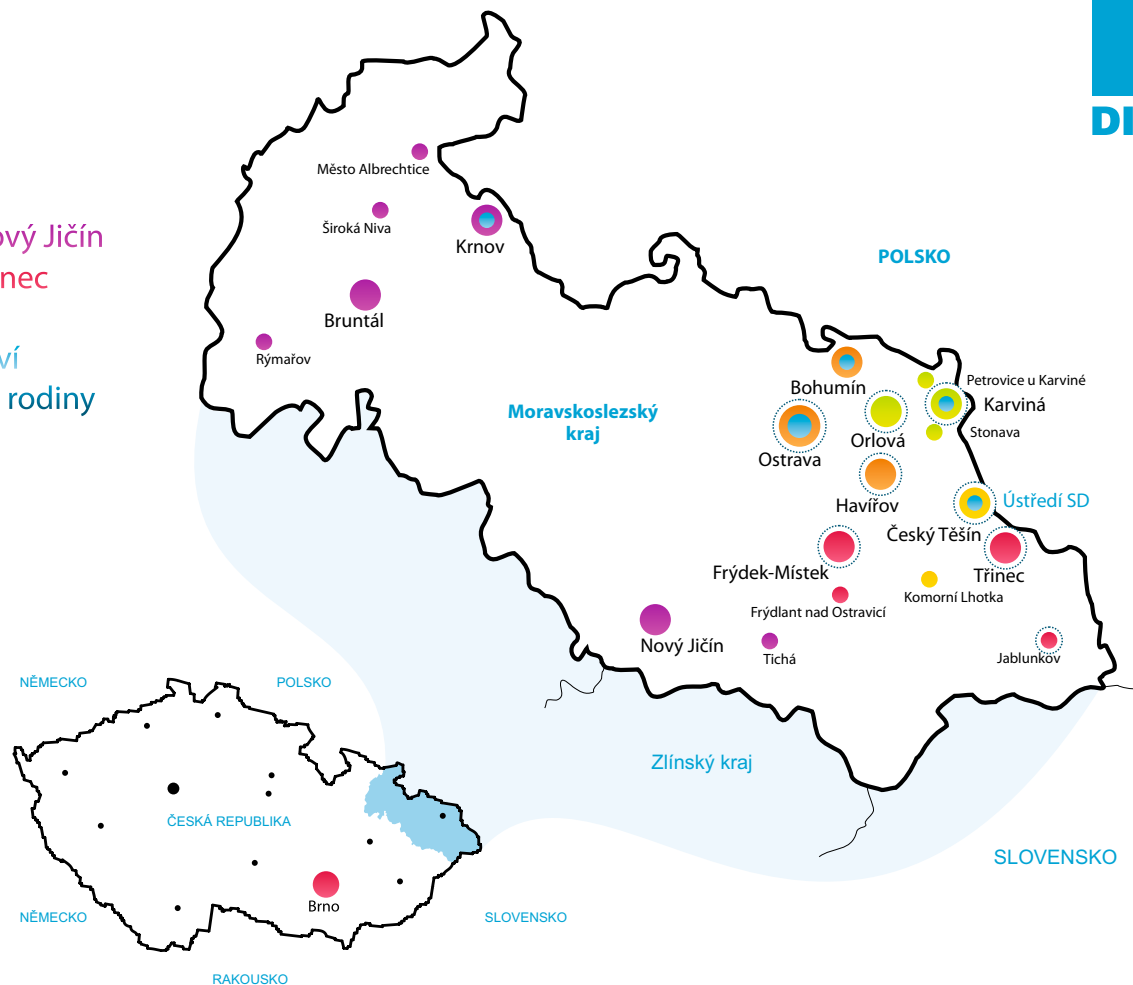 DI
ový Jičín
nec
ví
rodiny
Město Albrechtice
Široká Niva
Krnov
Bruntál
Rýmařov
POLSKO
Moravskoslezský
kraj
Bohumín
Petrovice u Karviné
Karviná
Orlová
Stonava
Ostrava
Havířov
Ústředí SD
Český Těšín
Frýdek-Místek
Třinec
Komorní Lhotka
Frýdlant nad Ostravicí
Nový Jičín
Tichá
Jablunkov
Zlínský kraj
SLOVENSKO
NĚMECKO
POLSKO
ČESKÁ REPUBLIKA
Brno
NĚMECKO
SLOVENSKO
RAKOUSKO